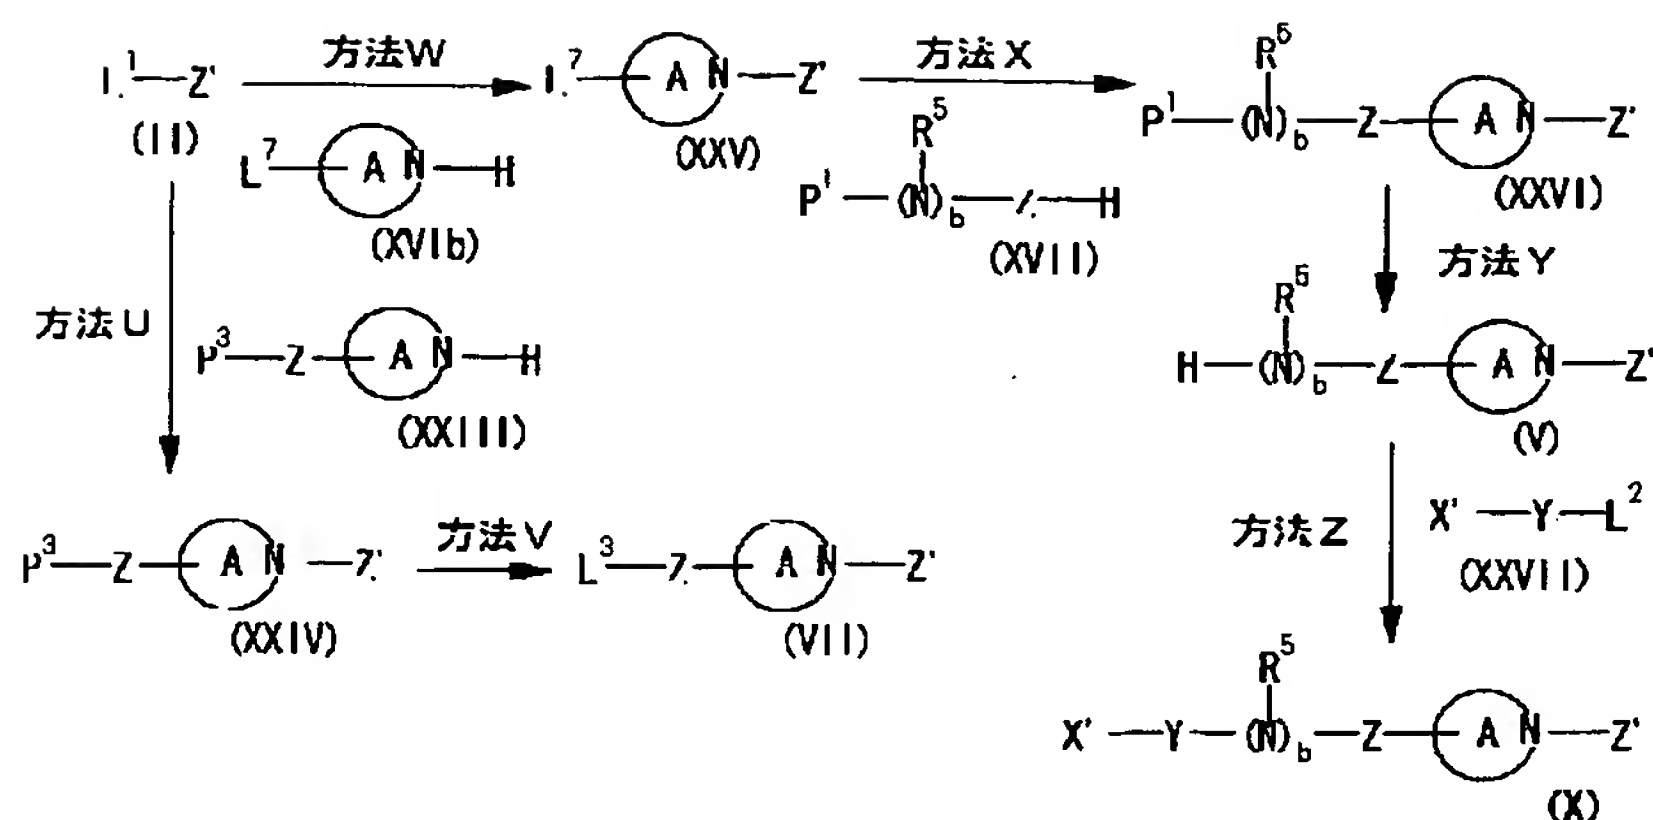 L¹—Z'
(II)
方法W
L⁷—A N—H
(XVIb)
L⁷—A N—Z'
(XXV)
方法X
R⁵
P¹—(N)b—Z—H
(XVII)
R⁵
P¹—(N)b—Z—A N—Z'
(XXVI)
方法Y
R⁵
H—(N)b—Z—A N—Z'
(V)
方法U
P³—Z—A N—H
(XXIII)
P³—Z—A N—Z'
(XXIV)
方法V
L³—Z—A N—Z'
(VII)
方法Z
X'—Y—L²
(XXVII)
R⁵
X'—Y—(N)b—Z—A N—Z'
(X)